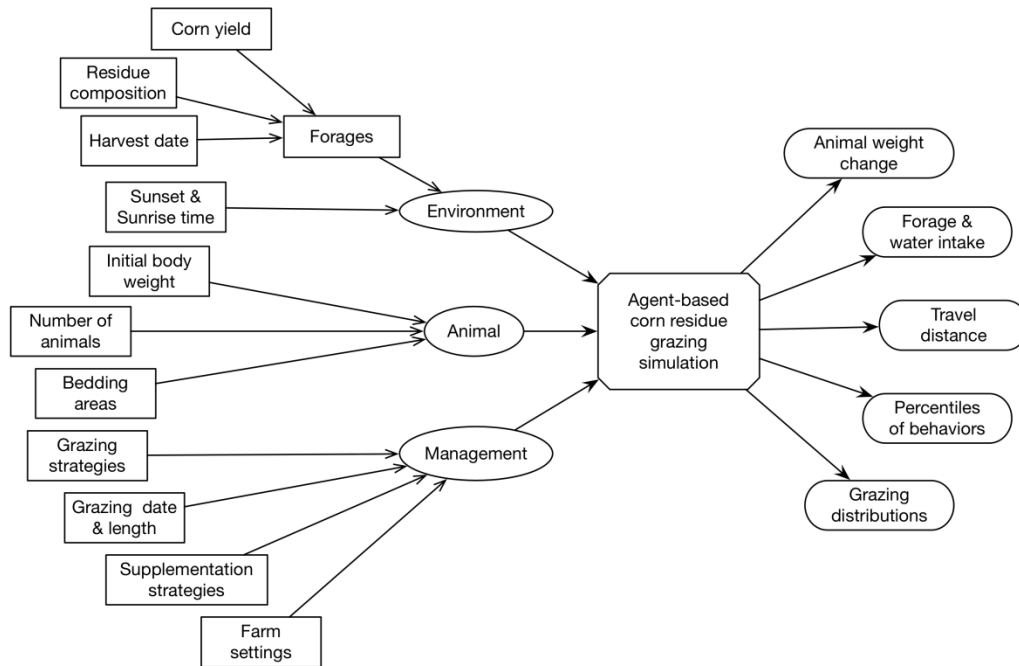 Corn yield
Residue
composition
Harvest date
Forages
Sunset &
Sunrise time
Environment
Initial body
weight
Number of
animals
Animal
Bedding
areas
Grazing
strategies
Management
Grazing date
& length
Supplementation
strategies
Farm
settings
Agent-based
corn residue
grazing
simulation
Animal weight
change
Forage &
water intake
Travel
distance
Percentiles
of behaviors
Grazing
distributions